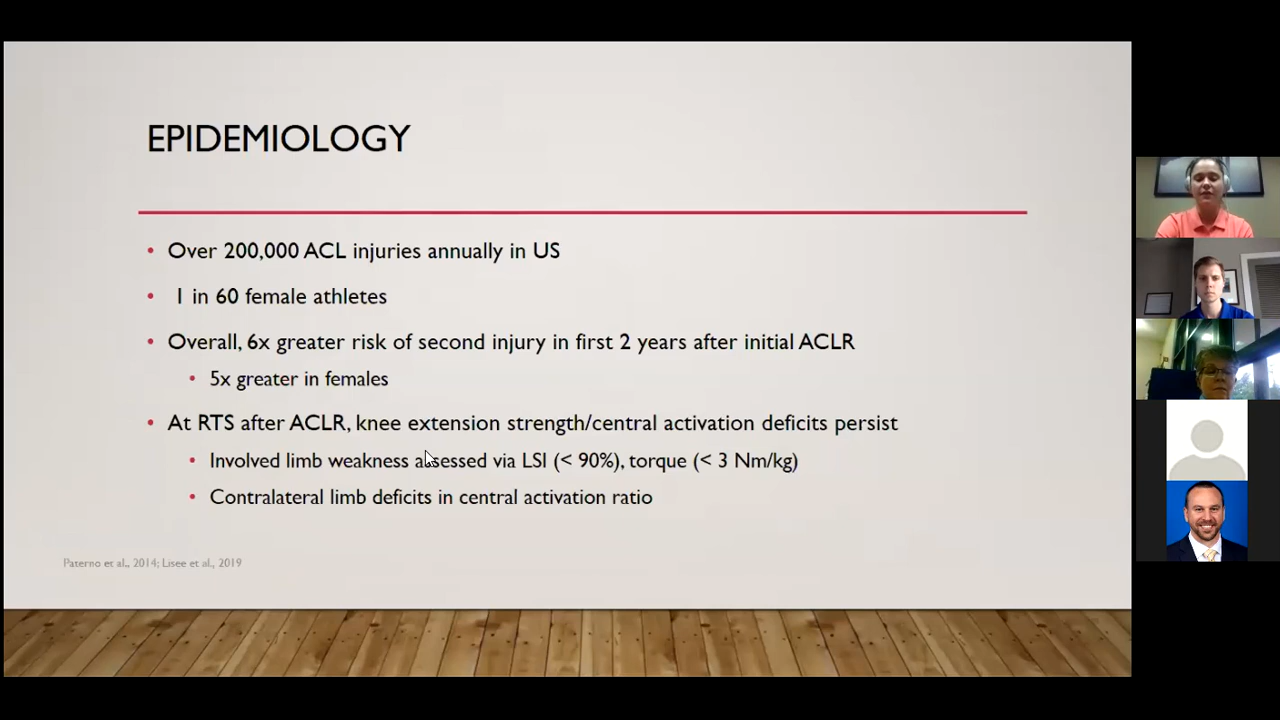 EPIDEMIOLOGY
• Over 200,000 ACL injuries annually in US
• 1 in 60 female athletes
• Overall, 6x greater risk of second injury in first 2 years after initial ACLR
• 5x greater in females
• At RTS after ACLR, knee extension strength/central activation deficits persist
• Involved limb weakness assessed via LSI (< 90%), torque (< 3 Nm/kg)
• Contralateral limb deficits in central activation ratio
Paterno et al., 2014; Lisee et al., 2019